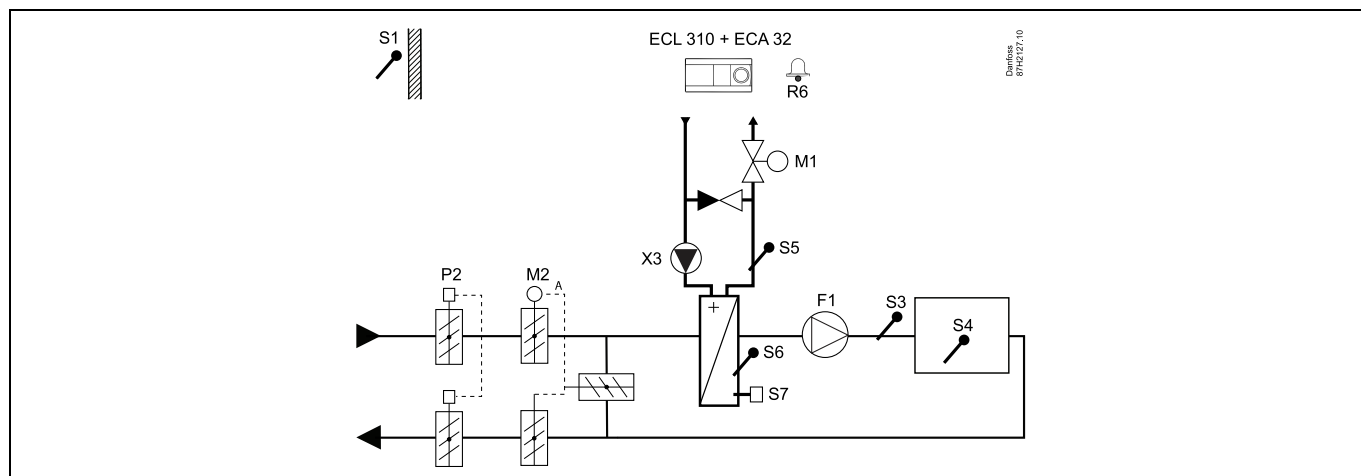 S1
ECL 310 + ECA 32
R6
Danfoss
87H2127.10
M1
S5
X3
P2
M2
A
F1
S3
S4
+
S6
S7